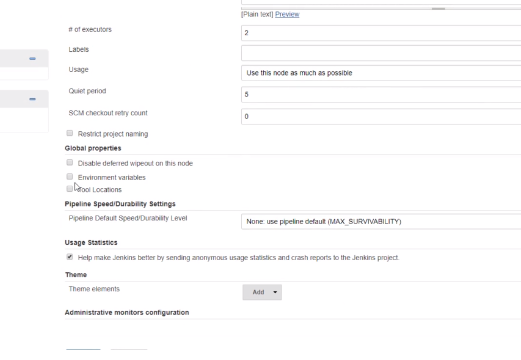 [Plain text] Preview
# of executors
2
Labels
Usage
Use this node as much as possible
Quiet period
5
SCM checkout retry count
0
Restrict project naming
Global properties
Disable deferred wipeout on this node
Environment variables
Tool Locations
Pipeline Speed/Durability Settings
Pipeline Default Speed/Durability Level
None: use pipeline default (MAX_SURVIVABILITY)
Usage Statistics
Help make Jenkins better by sending anonymous usage statistics and crash reports to the Jenkins project.
Theme
Theme elements
Add
Administrative monitors configuration